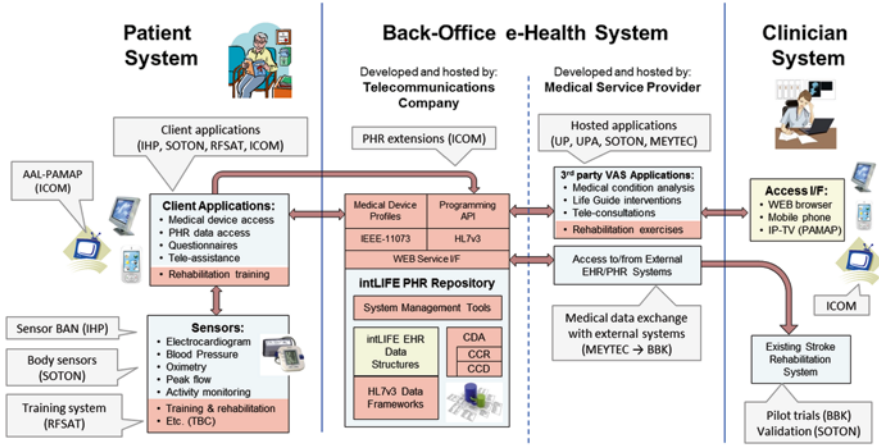 Patient
System
Back-Office e-Health System
Clinician
System
Developed and hosted by:
Telecommunications
Company
Developed and hosted by:
Medical Service Provider
Client applications
(IHP, SOTON, RFSAT, ICOM)
PHR extensions (ICOM)
Hosted applications
(UP, UPA, SOTON, MEYTEC)
AAL-PAMAP
(ICOM)
Client Applications:
• Medical device access
• PHR data access
• Questionnaires
• Tele-assistance
• Rehabilitation training
Medical Device
Profiles
Programming
API
IEEE-11073
HL7v3
WEB Service I/F
3rd party VAS Applications:
• Medical condition analysis
• Life Guide interventions
• Tele-consultations
• Rehabilitation exercises
Access I/F:
• WEB browser
• Mobile phone
• IP-TV (PAMAP)
Access to/from External
EHR/PHR Systems
intLIFE PHR Repository
System Management Tools
intLIFE EHR
Data
Structures
CDA
CCR
CCD
HL7v3 Data
Frameworks
ICOM
Medical data exchange
with external systems
(MEYTEC → BBK)
Sensor BAN (IHP)
Body sensors
(SOTON)
Training system
(RFSAT)
Sensors:
• Electrocardiogram
• Blood Pressure
• Oximetry
• Peak flow
• Activity monitoring
• Training & rehabilitation
• Etc. (TBC)
Existing Stroke
Rehabilitation
System
Pilot trials (BBK)
Validation (SOTON)